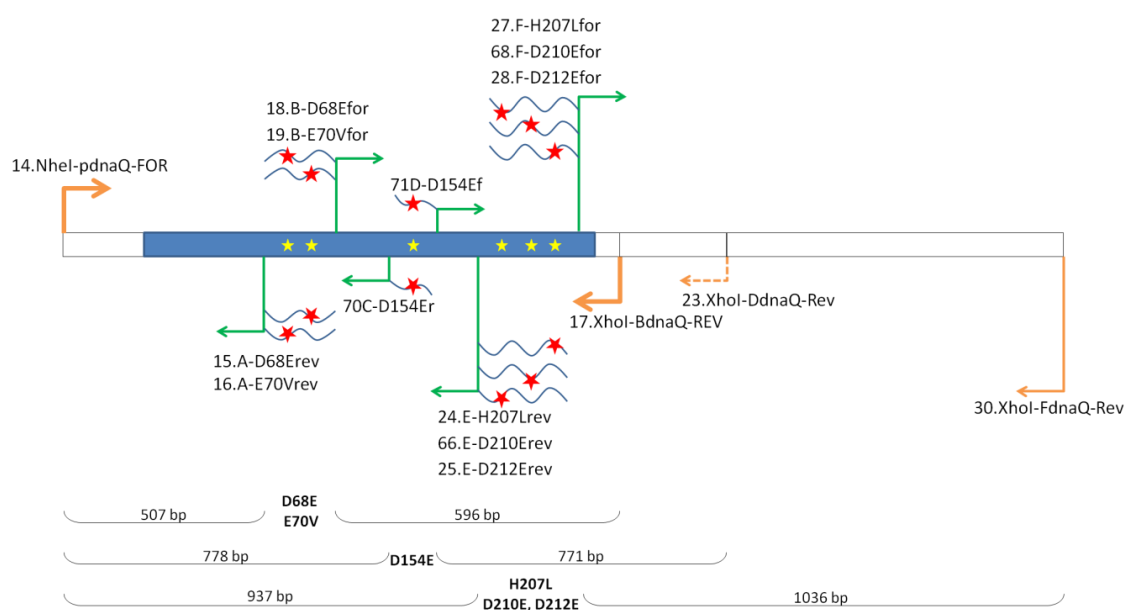 27.F-H207Lfor
68.F-D210Efor
28.F-D212Efor
18.B-D68Efor
19.B-E70Vfor
14.NheI-pdnaQ-FOR
71D-D154Ef
70C-D154Er
23.XhoI-DdnaQ-Rev
17.XhoI-BdnaQ-REV
15.A-D68Erev
16.A-E70Vrev
24.E-H207Lrev
66.E-D210Erev
25.E-D212Erev
30.XhoI-FdnaQ-Rev
D68E
E70V
507 bp
596 bp
778 bp
D154E
771 bp
937 bp
H207L
D210E, D212E
1036 bp